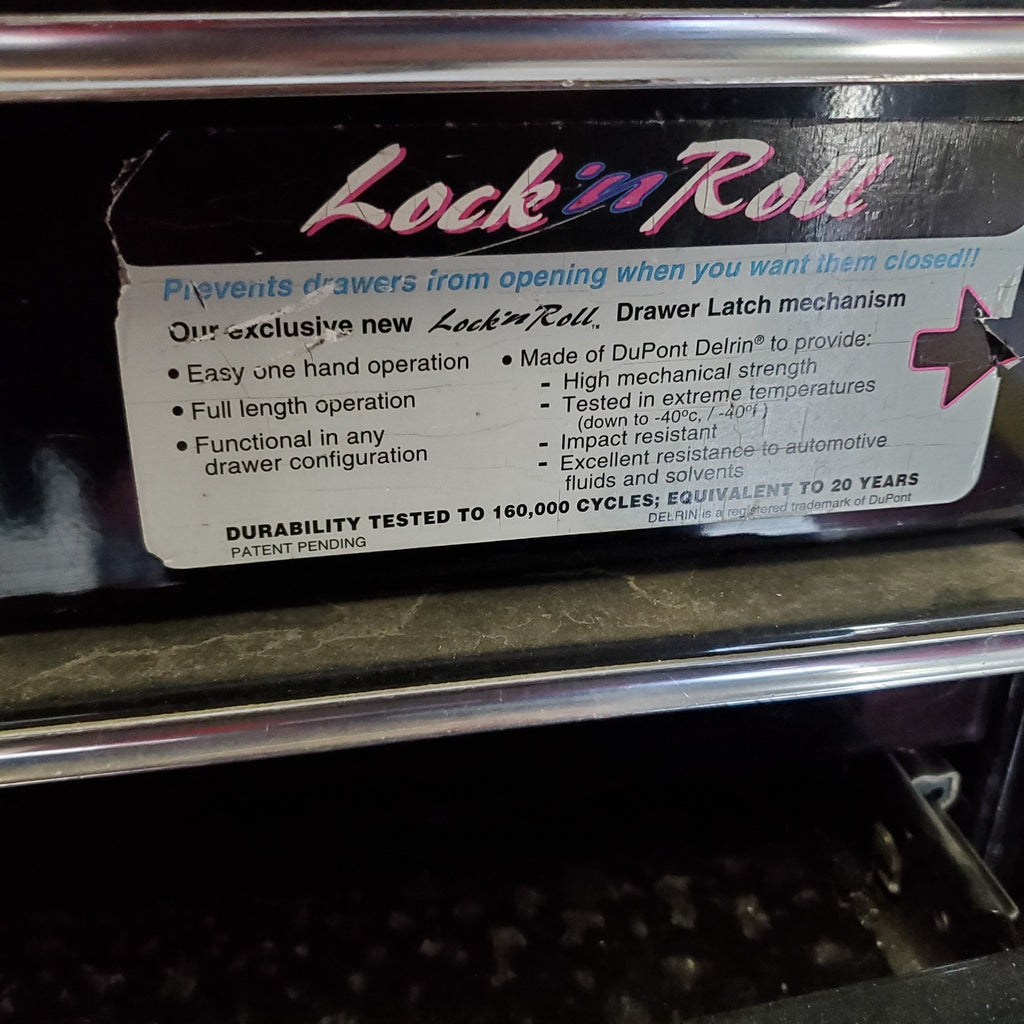 Lock'n Roll™
Prevents drawers from opening when you want them closed!!
Our exclusive new Lock'n Roll™ Drawer Latch mechanism
• Easy one hand operation
• Full length operation
• Functional in any
drawer configuration
• Made of DuPont Delrin® to provide:
- High mechanical strength
- Tested in extreme temperatures
(down to -40ºc. / -40ºf)
- Impact resistant
- Excellent resistance to automotive
fluids and solvents
DURABILITY TESTED TO 160,000 CYCLES; EQUIVALENT TO 20 YEARS
PATENT PENDING
DELRIN is a registered trademark of DuPont